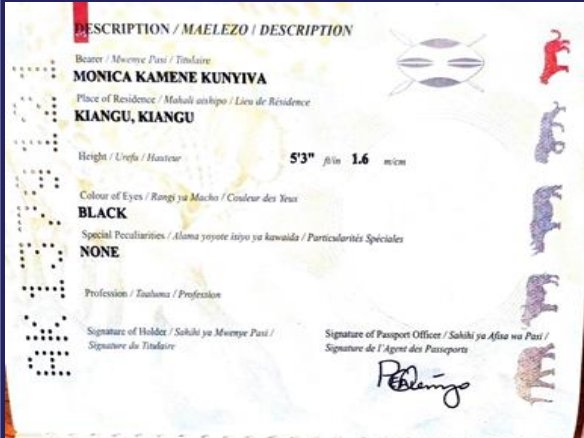 DESCRIPTION / MAELEZO / DESCRIPTION
Bearer / Mwenye Pasi / Titulaire
MONICA KAMENE KUNYIVA
Place of Residence / Mahali aishipo / Lieu de Résidence
KIANGU, KIANGU
Height / Urefu / Hauteur 5'3" ft/in 1.6 m/cm
Colour of Eyes / Rangi ya Macho / Couleur des Yeux
BLACK
Special Peculiarities / Alama yoyote isiyo ya kawaida / Particularités Spéciales
NONE
Profession / Taaluma / Profession
Signature of Holder / Sahihi ya Mwenye Pasi /
Signature du Titulaire
Signature of Passport Officer / Sahihi ya Afisa wa Pasi /
Signature de l'Agent des Passeports